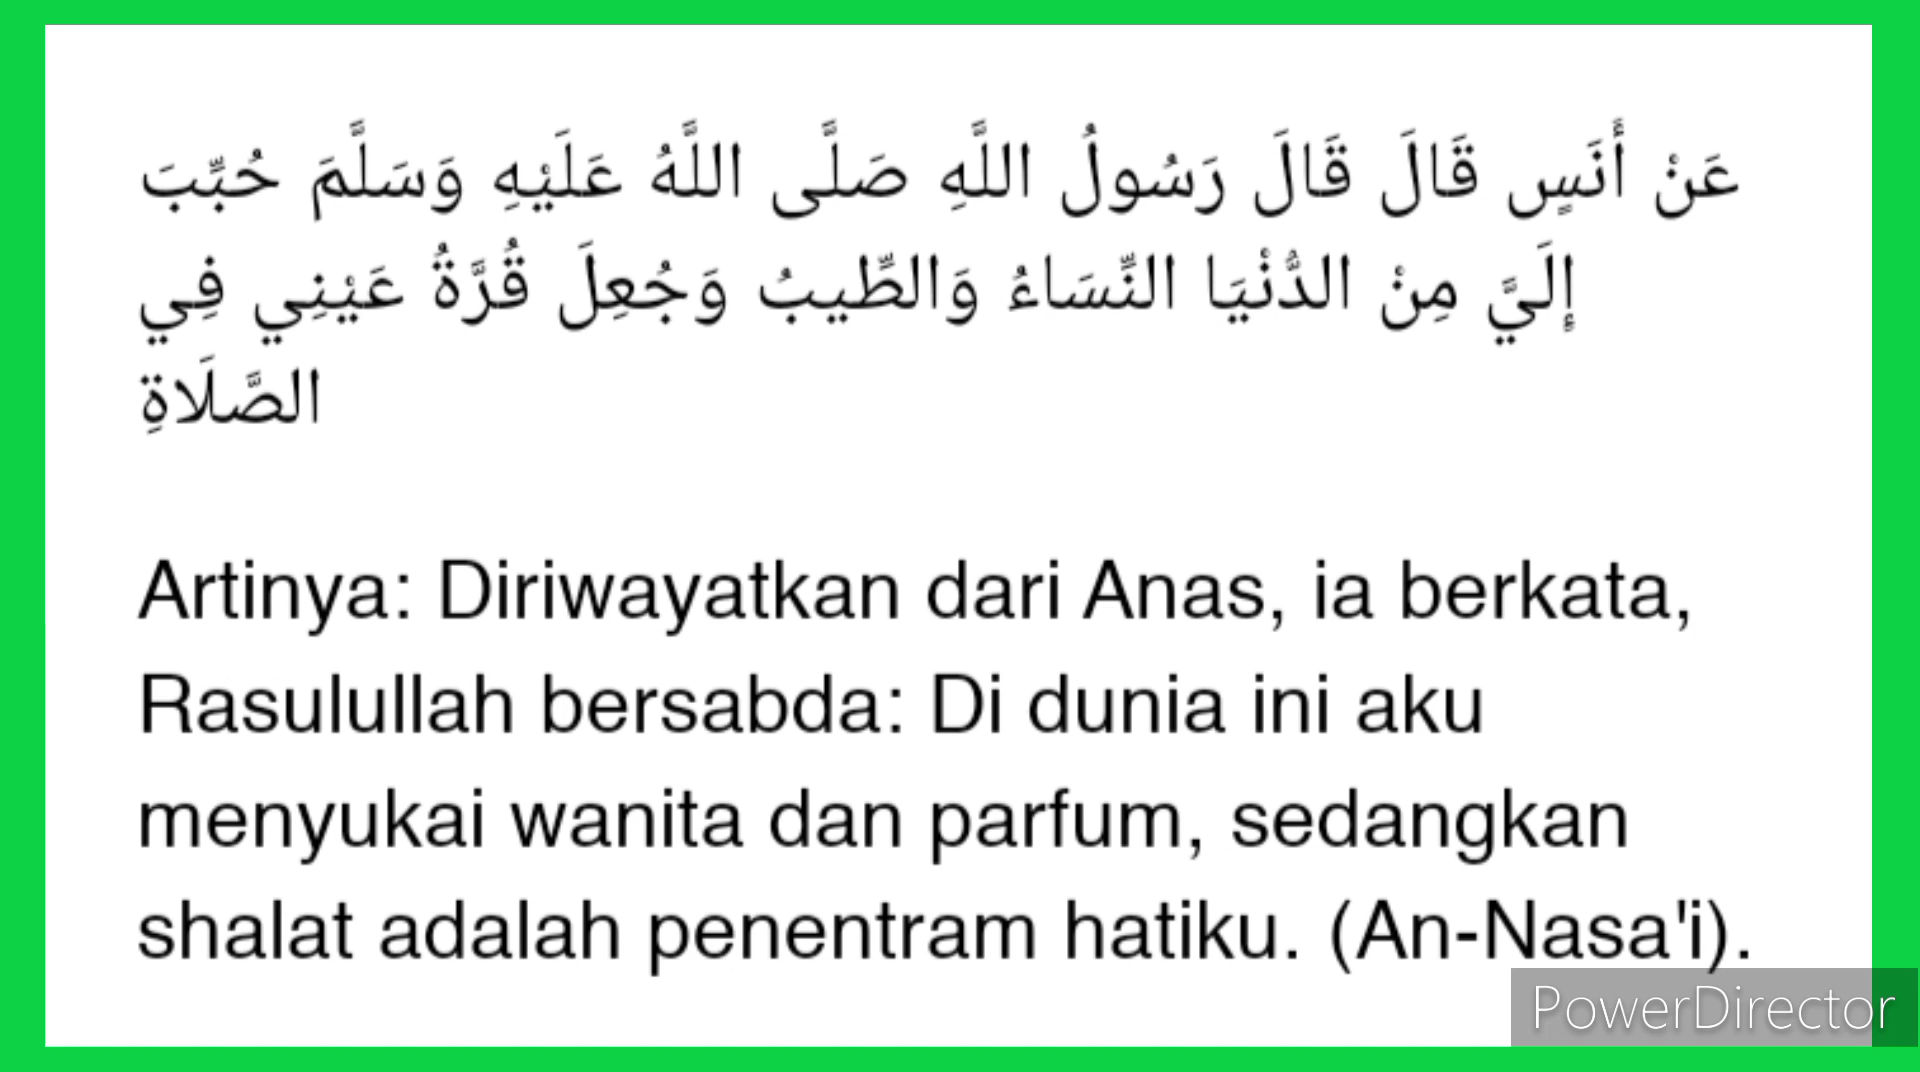 عَنْ أَنَسٍ قَالَ قَالَ رَسُولُ اللَّهِ صَلَّى اللَّهُ عَلَيْهِ وَسَلَّمَ حُبِّبَ
إِلَيَّ مِنْ الدُّنْيَا النِّسَاءُ وَالطِّيبُ وَجُعِلَ قُرَّةُ عَيْنِي فِي
الصَّلَاةِ
Artinya: Diriwayatkan dari Anas, ia berkata,
Rasulullah bersabda: Di dunia ini aku
menyukai wanita dan parfum, sedangkan
shalat adalah penentram hatiku. (An-Nasa'i).
PowerDirector